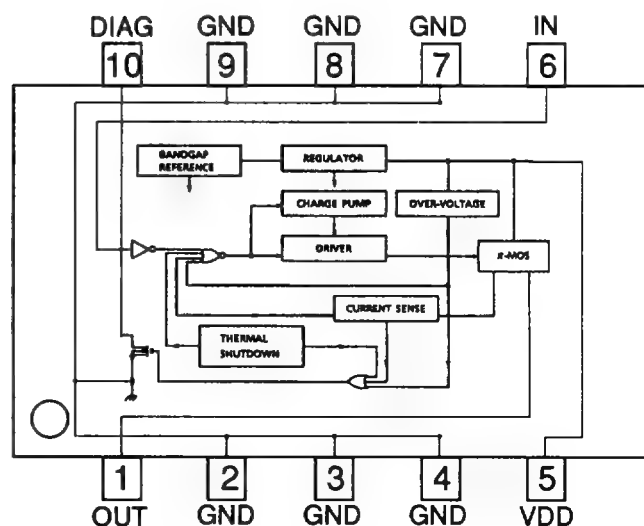 DIAG GND GND GND IN
10 9 8 7 6
BANDGAP REFERENCE
REGULATOR
CHARGE PUMP
OVER-VOLTAGE
DRIVER
π-MOS
CURRENT SENSE
THERMAL SHUTDOWN
1 2 3 4 5
OUT GND GND GND VDD